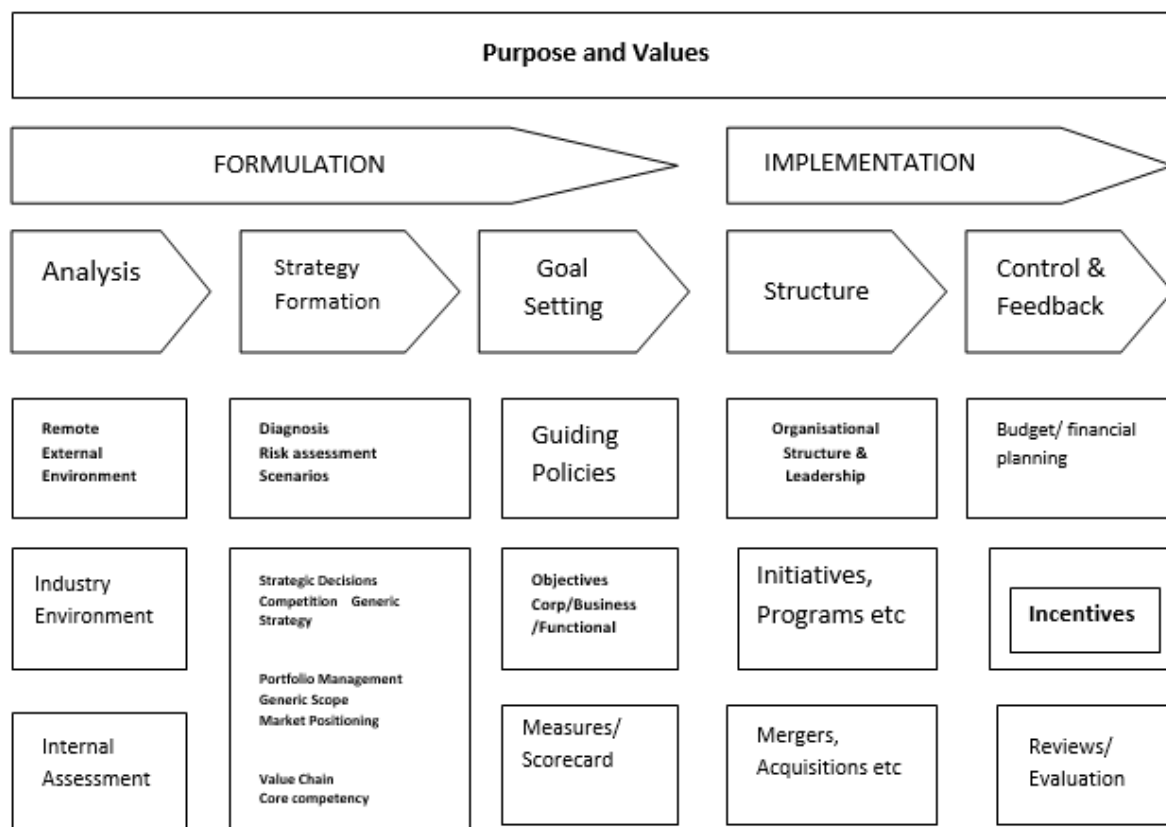 Purpose and Values
FORMULATION
IMPLEMENTATION
Analysis
Strategy
Formation
Goal
Setting
Structure
Control &
Feedback
Remote
External
Environment
Diagnosis
Risk assessment
Scenarios
Guiding
Policies
Organisational
Structure &
Leadership
Budget/ financial
planning
Industry
Environment
Strategic Decisions
Competition Generic
Strategy
Portfolio Management
Generic Scope
Market Positioning
Value Chain
Core competency
Objectives
Corp/Business
/Functional
Initiatives,
Programs etc
Incentives
Internal
Assessment
Measures/
Scorecard
Mergers,
Acquisitions etc
Reviews/
Evaluation